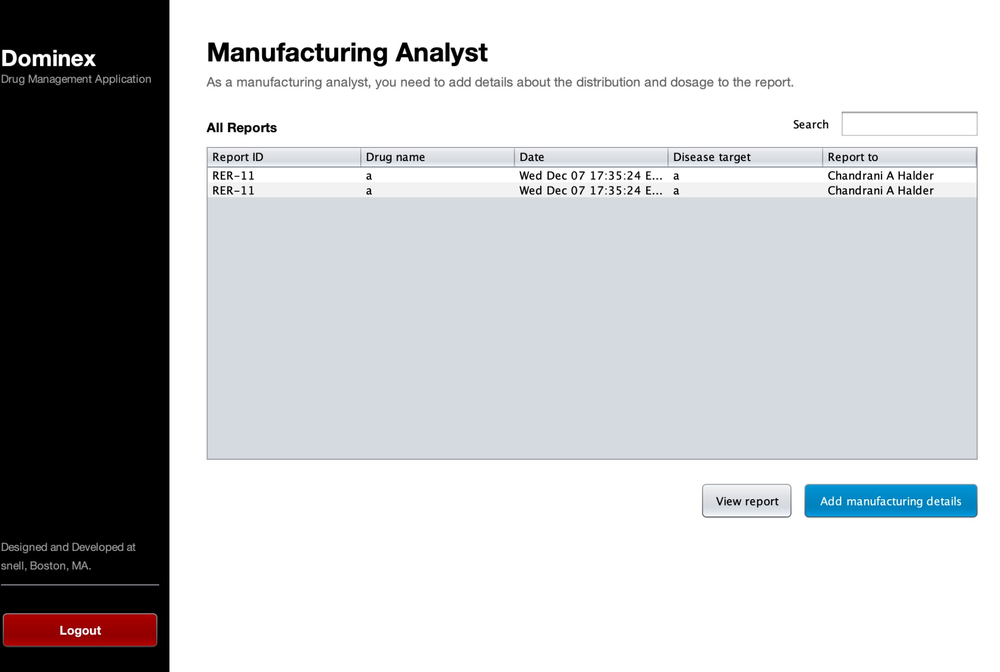 Dominex
Drug Management Application
Manufacturing Analyst
As a manufacturing analyst, you need to add details about the distribution and dosage to the report.
All Reports
Search
Report ID Drug name Date Disease target Report to
RER-11 a Wed Dec 07 17:35:24 E... a Chandrani A Halder
RER-11 a Wed Dec 07 17:35:24 E... a Chandrani A Halder
View report Add manufacturing details
Designed and Developed at
snell, Boston, MA.
Logout